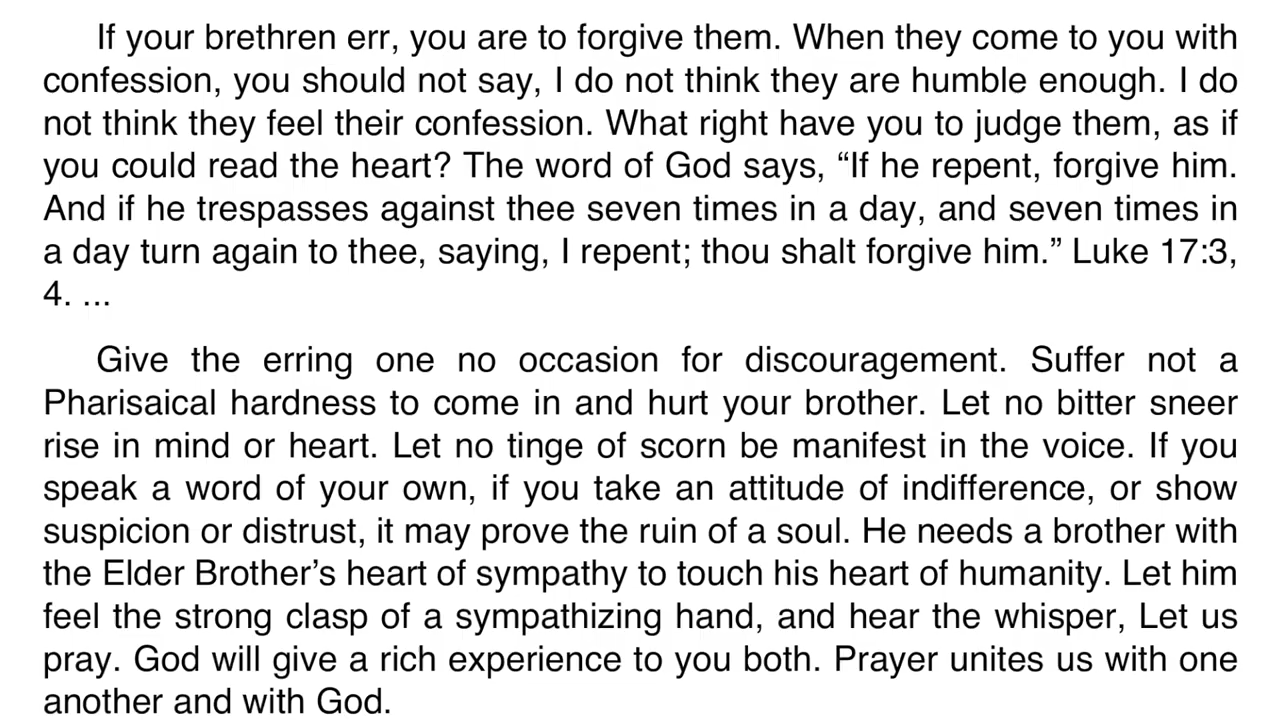 If your brethren err, you are to forgive them. When they come to you with
confession, you should not say, I do not think they are humble enough. I do
not think they feel their confession. What right have you to judge them, as if
you could read the heart? The word of God says, “If he repent, forgive him.
And if he trespasses against thee seven times in a day, and seven times in
a day turn again to thee, saying, I repent; thou shalt forgive him.” Luke 17:3,
4. ...
Give the erring one no occasion for discouragement. Suffer not a
Pharisaical hardness to come in and hurt your brother. Let no bitter sneer
rise in mind or heart. Let no tinge of scorn be manifest in the voice. If you
speak a word of your own, if you take an attitude of indifference, or show
suspicion or distrust, it may prove the ruin of a soul. He needs a brother with
the Elder Brother’s heart of sympathy to touch his heart of humanity. Let him
feel the strong clasp of a sympathizing hand, and hear the whisper, Let us
pray. God will give a rich experience to you both. Prayer unites us with one
another and with God.